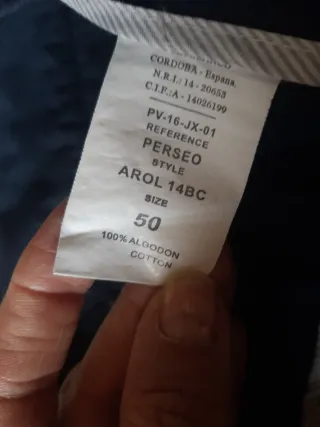 CORDOBA - España.
N.R.I.: 14 - 20653
C.I.F.: A - 14026199
PV-16-JX-01
REFERENCE
PERSEO
STYLE
AROL 14BC
SIZE
50
100% ALGODON
COTTON